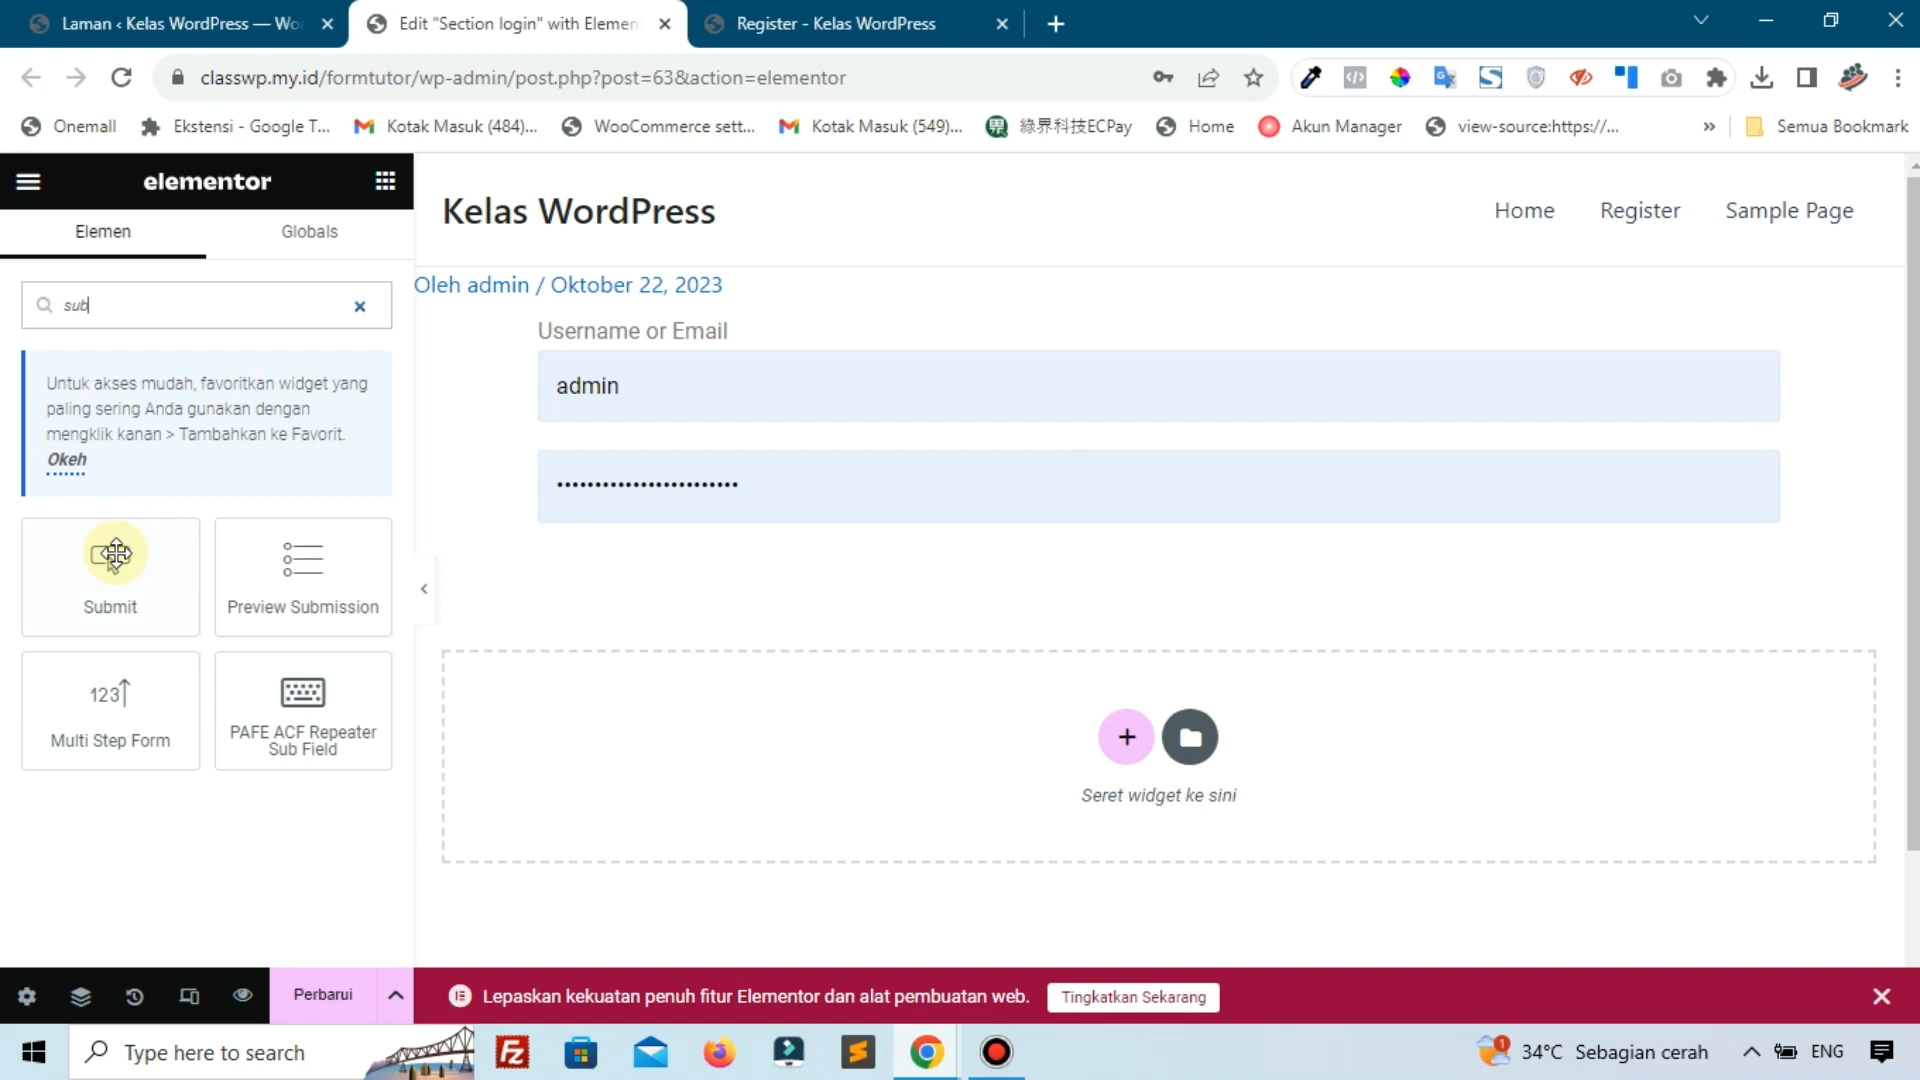 Laman ‹ Kelas WordPress — Wo
Edit "Section login" with Elemen
Register - Kelas WordPress
classwp.my.id/formtutor/wp-admin/post.php?post=63&action=elementor
Onemall
Ekstensi - Google T...
Kotak Masuk (484)...
WooCommerce sett...
Kotak Masuk (549)...
綠界科技ECPay
Home
Akun Manager
view-source:https://...
»
Semua Bookmark
elementor
Elemen
Globals
sub
Untuk akses mudah, favoritkan widget yang
paling sering Anda gunakan dengan
mengklik kanan > Tambahkan ke Favorit.
Okeh
Submit
Preview Submission
123
Multi Step Form
PAFE ACF Repeater
Sub Field
Perbarui
Kelas WordPress
Home
Register
Sample Page
Oleh admin / Oktober 22, 2023
Username or Email
admin
••••••••••••••••••••••••
Seret widget ke sini
Lepaskan kekuatan penuh fitur Elementor dan alat pembuatan web.
Tingkatkan Sekarang
Type here to search
1
34°C Sebagian cerah
ENG